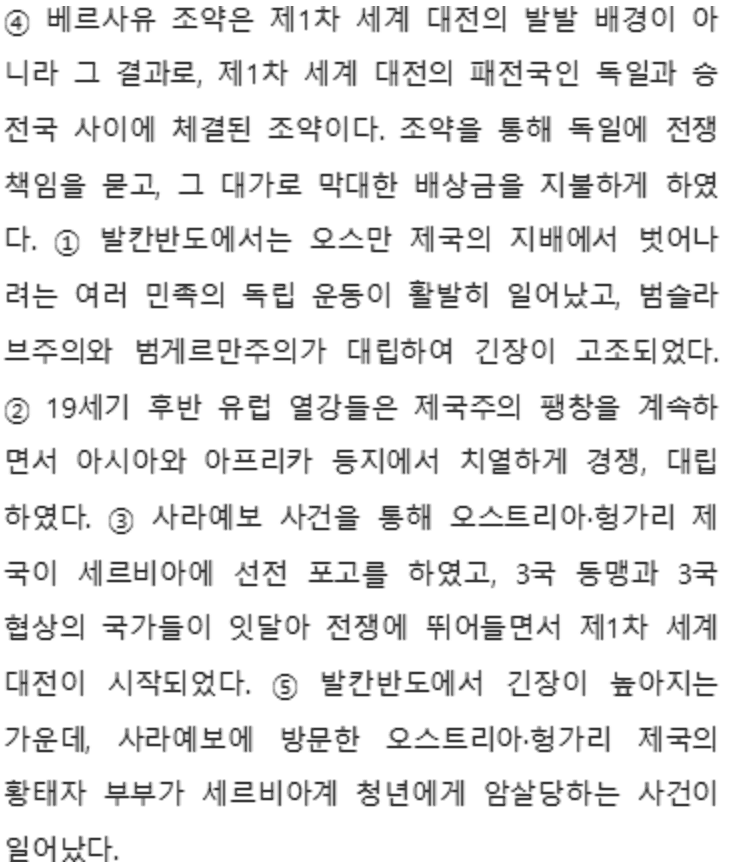 ④ 베르사유 조약은 제1차 세계 대전의 발발 배경이 아
니라 그 결과로, 제1차 세계 대전의 패전국인 독일과 승
전국 사이에 체결된 조약이다. 조약을 통해 독일에 전쟁
책임을 묻고, 그 대가로 막대한 배상금을 지불하게 하였
다. ① 발칸반도에서는 오스만 제국의 지배에서 벗어나
려는 여러 민족의 독립 운동이 활발히 일어났고, 범슬라
브주의와 범게르만주의가 대립하여 긴장이 고조되었다.
② 19세기 후반 유럽 열강들은 제국주의 팽창을 계속하
면서 아시아와 아프리카 등지에서 치열하게 경쟁, 대립
하였다. ③ 사라예보 사건을 통해 오스트리아·헝가리 제
국이 세르비아에 선전 포고를 하였고, 3국 동맹과 3국
협상의 국가들이 잇달아 전쟁에 뛰어들면서 제1차 세계
대전이 시작되었다. ⑤ 발칸반도에서 긴장이 높아지는
가운데, 사라예보에 방문한 오스트리아·헝가리 제국의
황태자 부부가 세르비아계 청년에게 암살당하는 사건이
일어났다.